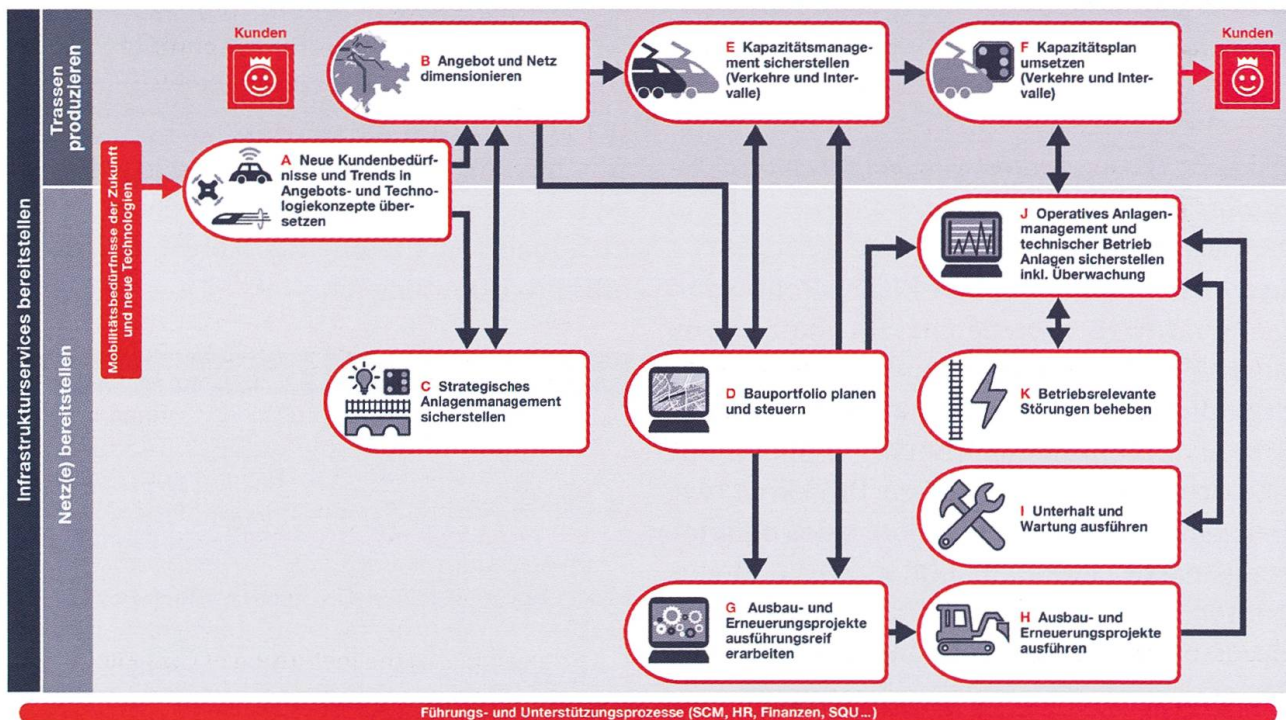 Infrastrukturservices bereitstellen
Trassen
produzieren
Netz(e) bereitstellen
Kunden
Kunden
Mobilitätsbedürfnisse der Zukunft
und neue Technologien
A Neue Kundenbedürf-
nisse und Trends in
Angebots- und Techno-
logiekonzepte über-
setzen
B Angebot und Netz
dimensionieren
E Kapazitätsmanage-
ment sicherstellen
(Verkehre und Inter-
valle)
F Kapazitätsplan
umsetzen
(Verkehre und Inter-
valle)
J Operatives Anlagen-
management und
technischer Betrieb
Anlagen sicherstellen
inkl. Überwachung
C Strategisches
Anlagenmanagement
sicherstellen
D Bauportfolio planen
und steuern
K Betriebsrelevante
Störungen beheben
I Unterhalt und
Wartung ausführen
G Ausbau- und
Erneuerungsprojekte
ausführungsreif
erarbeiten
H Ausbau- und
Erneuerungsprojekte
ausführen
Führungs- und Unterstützungsprozesse (SCM, HR, Finanzen, SQU ...)